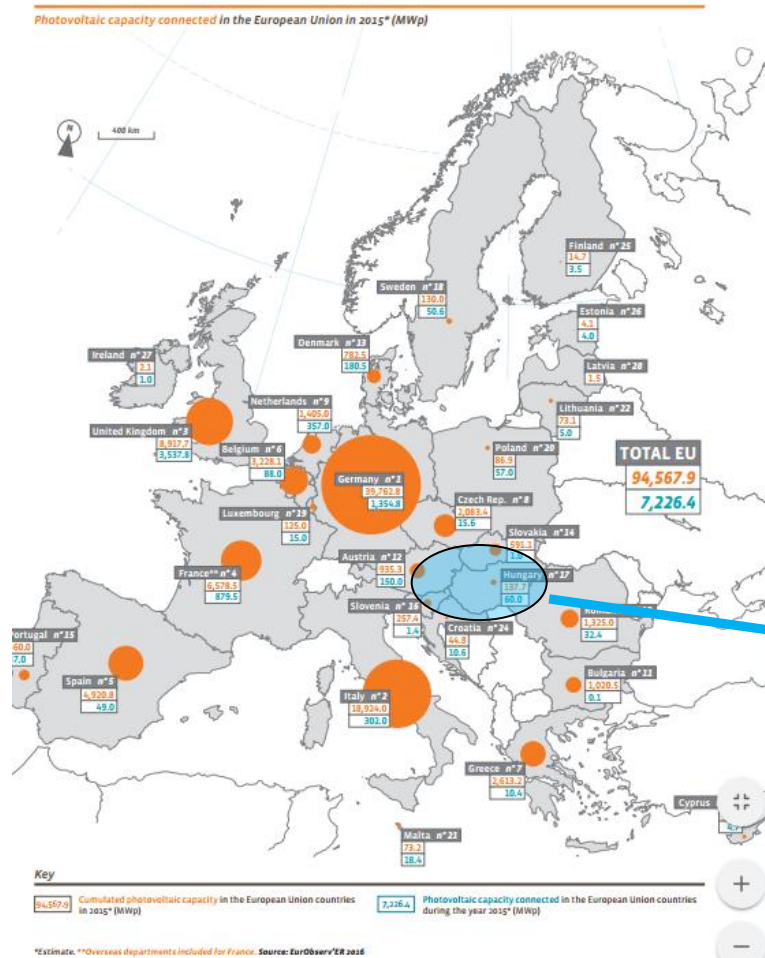 Photovoltaic capacity connected in the European Union in 2015* (MWp)
N
400 km
Finland n°25
14.7
3.5
Sweden n°18
130.0
50.6
Estonia n°26
4.1
4.0
Denmark n°13
782.5
180.5
Ireland n°27
2.1
1.0
Latvia n°28
1.5
Netherlands n°9
1,405.0
357.0
Lithuania n°22
73.1
5.0
United Kingdom n°3
8,917.7
3,537.8
Belgium n°6
3,228.1
88.0
Poland n°20
86.9
57.0
TOTAL EU
94,567.9
7,226.4
Germany n°1
39,762.8
1,354.8
Czech Rep. n°8
2,083.4
15.6
Luxembourg n°19
125.0
15.0
Slovakia n°14
591.1
Austria n°12
935.3
150.0
France** n°4
6,578.5
879.5
Hungary n°17
137.7
60.0
Slovenia n°16
257.4
1.4
1,325.0
32.4
Croatia n°24
44.8
10.6
Portugal n°15
60.0
7.0
Spain n°5
4,920.8
49.0
Bulgaria n°11
1,020.5
0.1
Italy n°2
18,924.0
302.0
Greece n°7
2,613.2
10.4
Cyprus
Malta n°21
73.2
18.4
Key
94,567.9 Cumulated photovoltaic capacity in the European Union countries
in 2015* (MWp)
7,226.4 Photovoltaic capacity connected in the European Union countries
during the year 2015* (MWp)
*Estimate. **Overseas departments included for France. Source: EurObserv'ER 2016